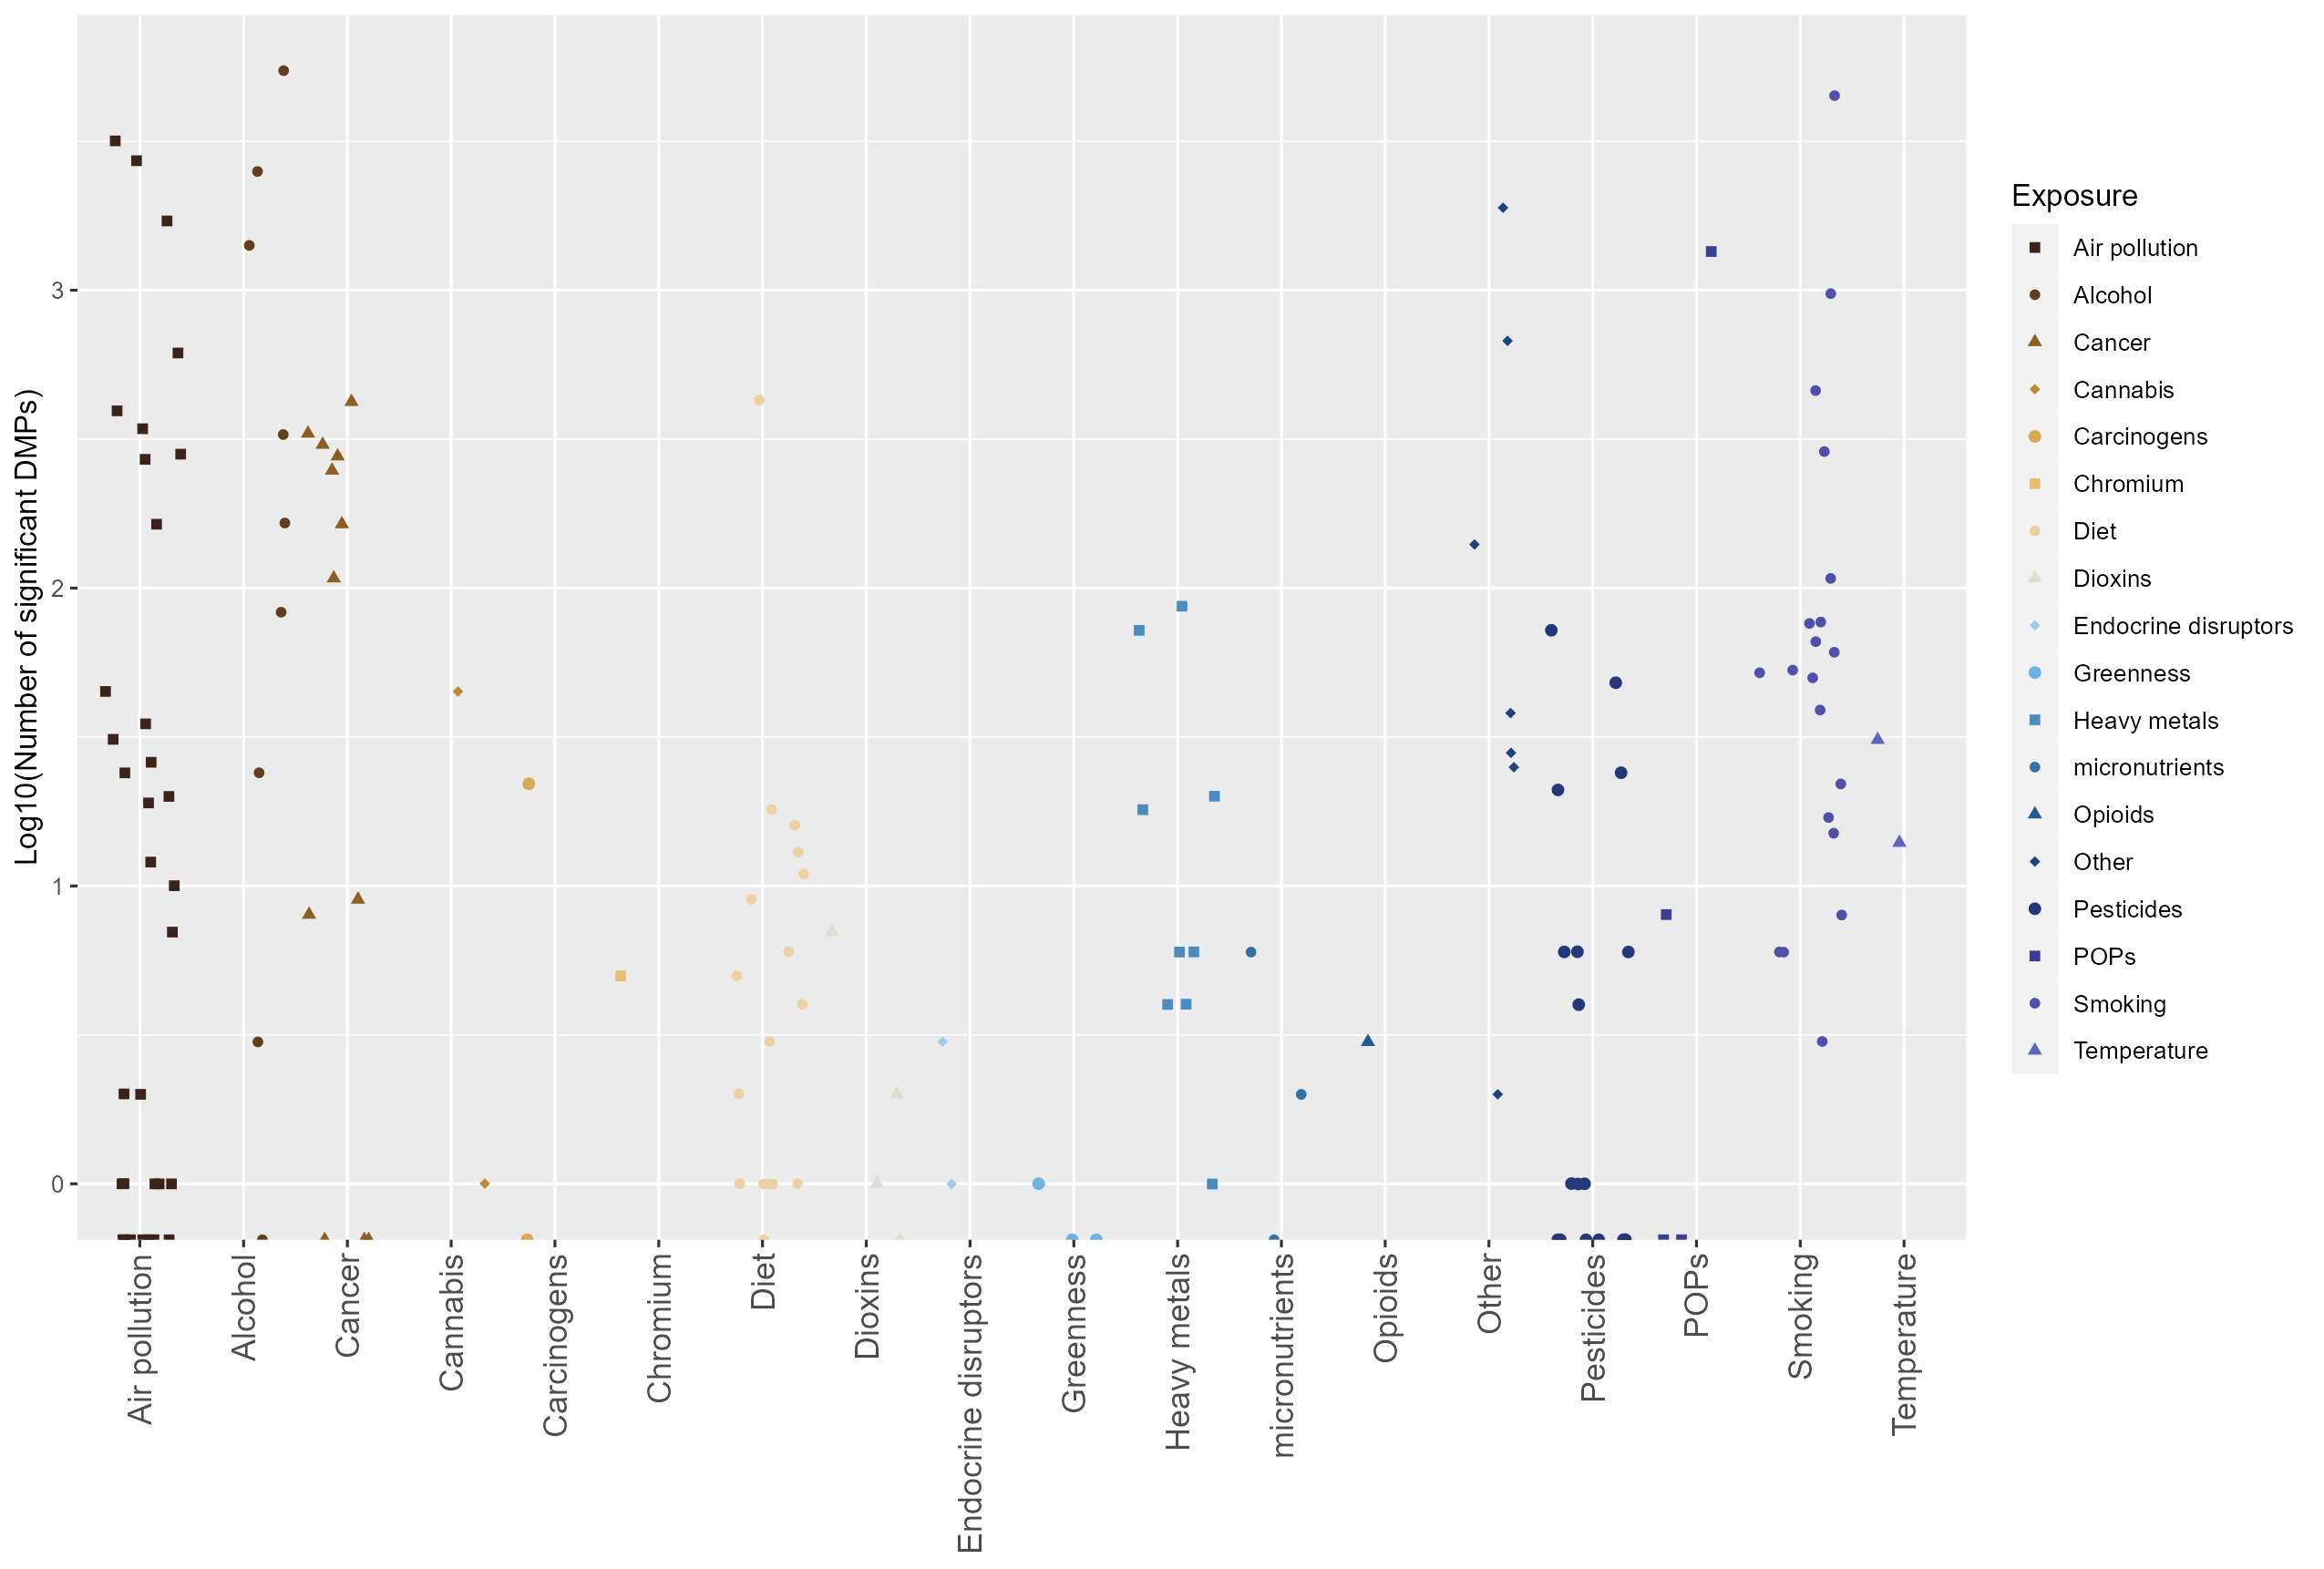 Log10(Number of significant DMPs)
3
2
1
0
Air pollution
Alcohol
Cancer
Cannabis
Carcinogens
Chromium
Diet
Dioxins
Endocrine disruptors
Greenness
Heavy metals
micronutrients
Opioids
Other
Pesticides
POPs
Smoking
Temperature
Exposure
Air pollution
Alcohol
Cancer
Cannabis
Carcinogens
Chromium
Diet
Dioxins
Endocrine disruptors
Greenness
Heavy metals
micronutrients
Opioids
Other
Pesticides
POPs
Smoking
Temperature